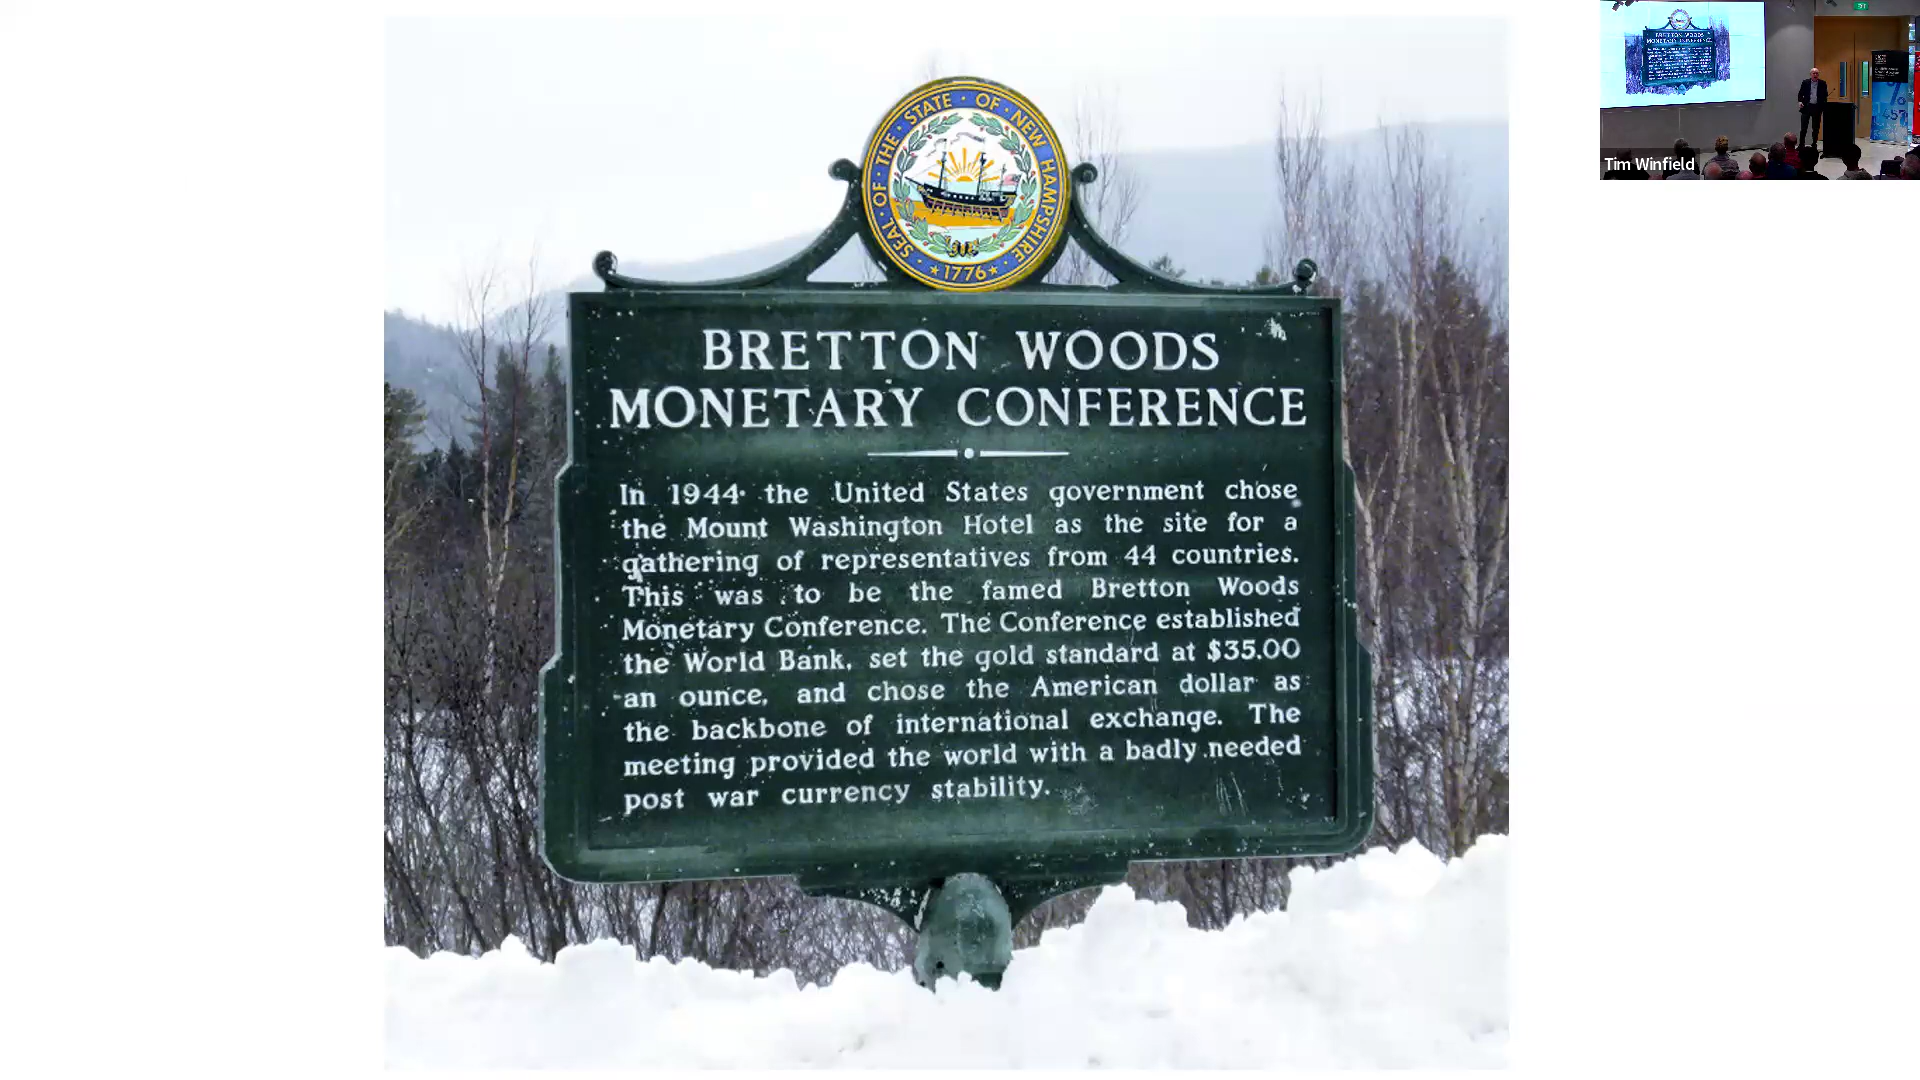 SEAL · OF · THE · STATE · OF · NEW HAMPSHIRE
1776
BRETTON WOODS
MONETARY CONFERENCE
In 1944 the United States government chose
the Mount Washington Hotel as the site for a
gathering of representatives from 44 countries.
This was to be the famed Bretton Woods
Monetary Conference. The Conference established
the World Bank, set the gold standard at $35.00
an ounce, and chose the American dollar as
the backbone of international exchange. The
meeting provided the world with a badly needed
post war currency stability.
BRETTON WOODS
MONETARY CONFERENCE
Tim Winfield